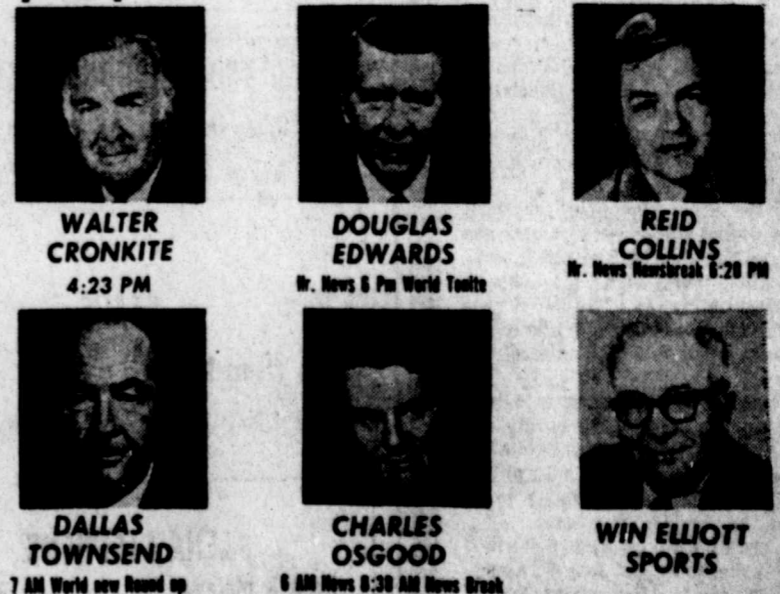 WALTER
CRONKITE
4:23 PM
DOUGLAS
EDWARDS
Hr. News 6 Pm World Tonite
REID
COLLINS
Hr. News Newsbreak 6:20 PM
DALLAS
TOWNSEND
7 AM World new Round up
CHARLES
OSGOOD
6 AM News 8:30 AM News Break
WIN ELLIOTT
SPORTS